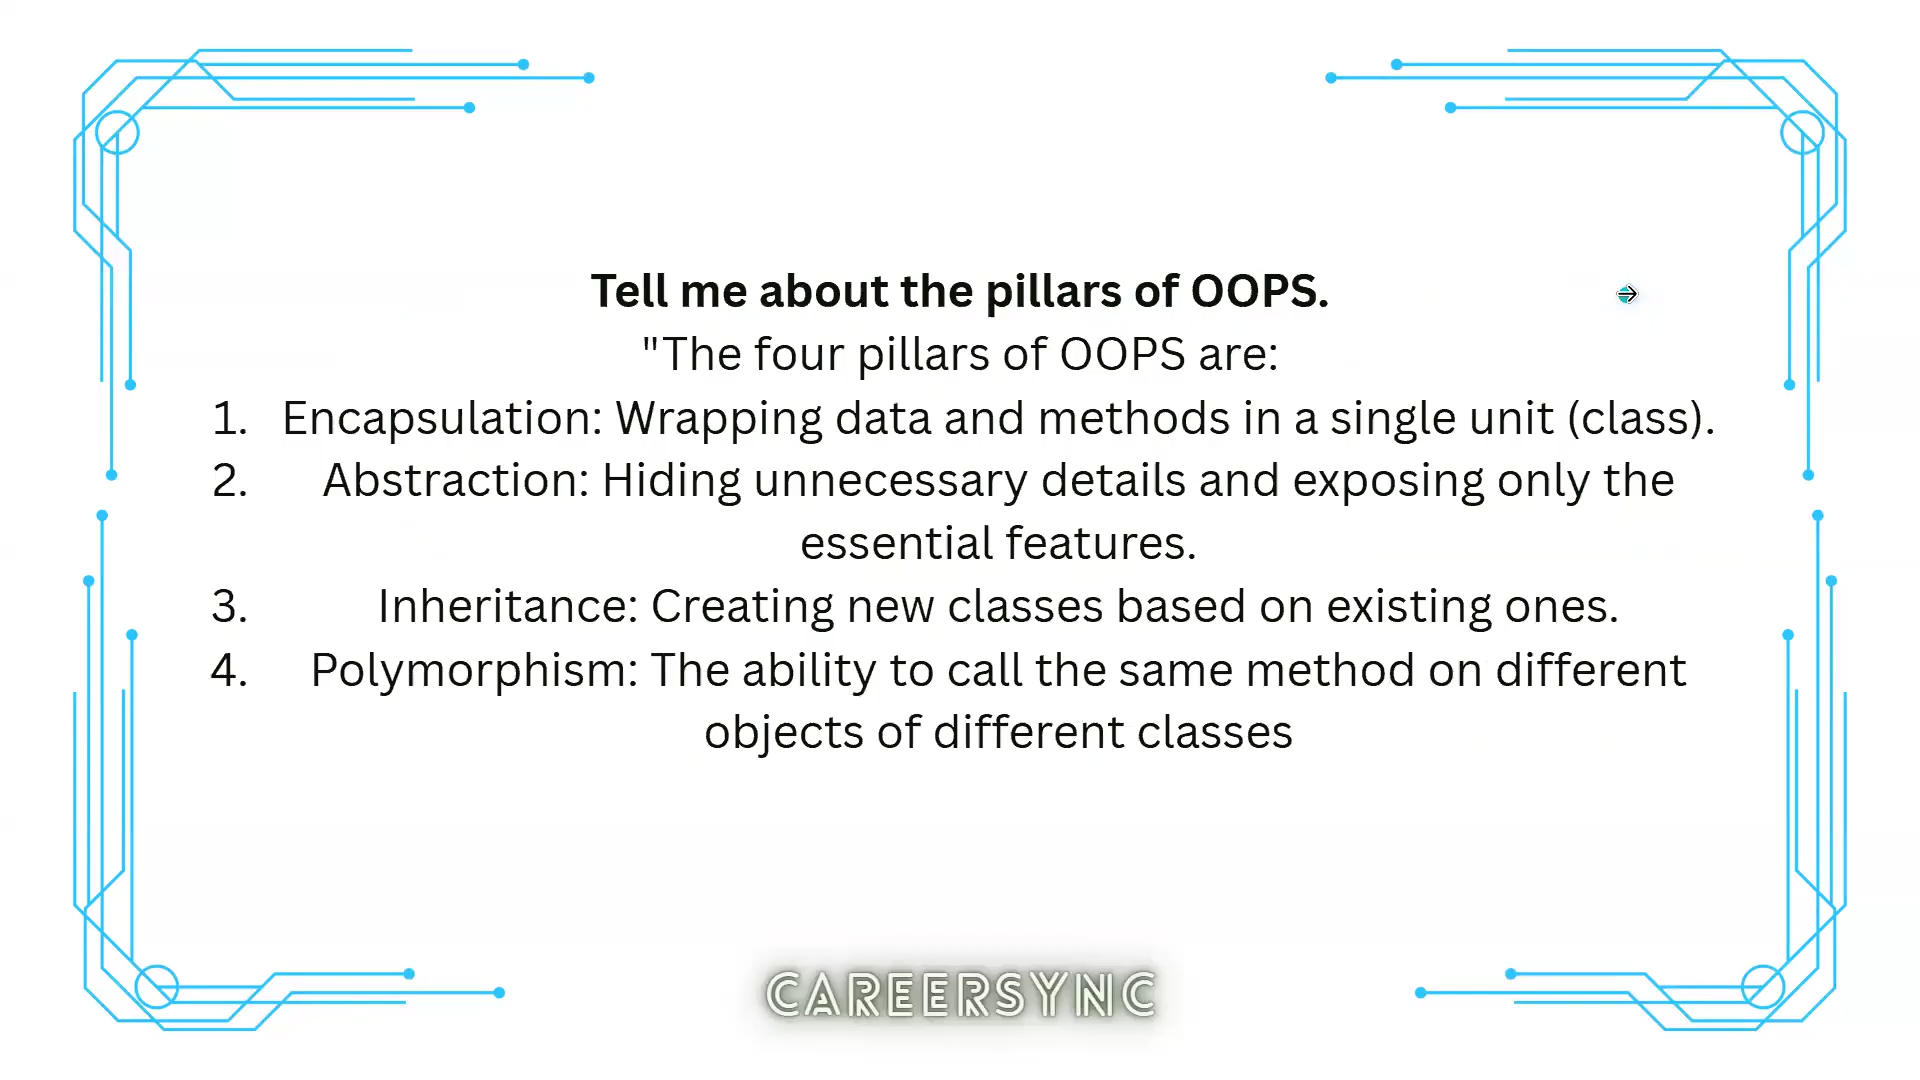 Tell me about the pillars of OOPS.
"The four pillars of OOPS are:
1. Encapsulation: Wrapping data and methods in a single unit (class).
2. Abstraction: Hiding unnecessary details and exposing only the
essential features.
3. Inheritance: Creating new classes based on existing ones.
4. Polymorphism: The ability to call the same method on different
objects of different classes
CAREERSYNC